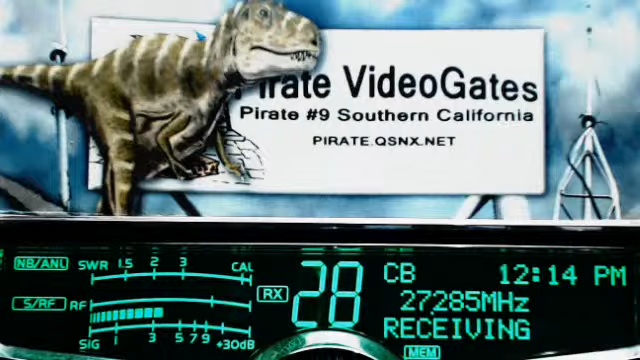 Pirate VideoGates
Pirate #9 Southern California
PIRATE.QSNX.NET
NB/ANL SWR 1.5 2 3 CAL
S/RF RF
SIG 1 3 5 7 9 +30dB
RX 28
CB 12:14 PM
27285MHz
RECEIVING
MEM